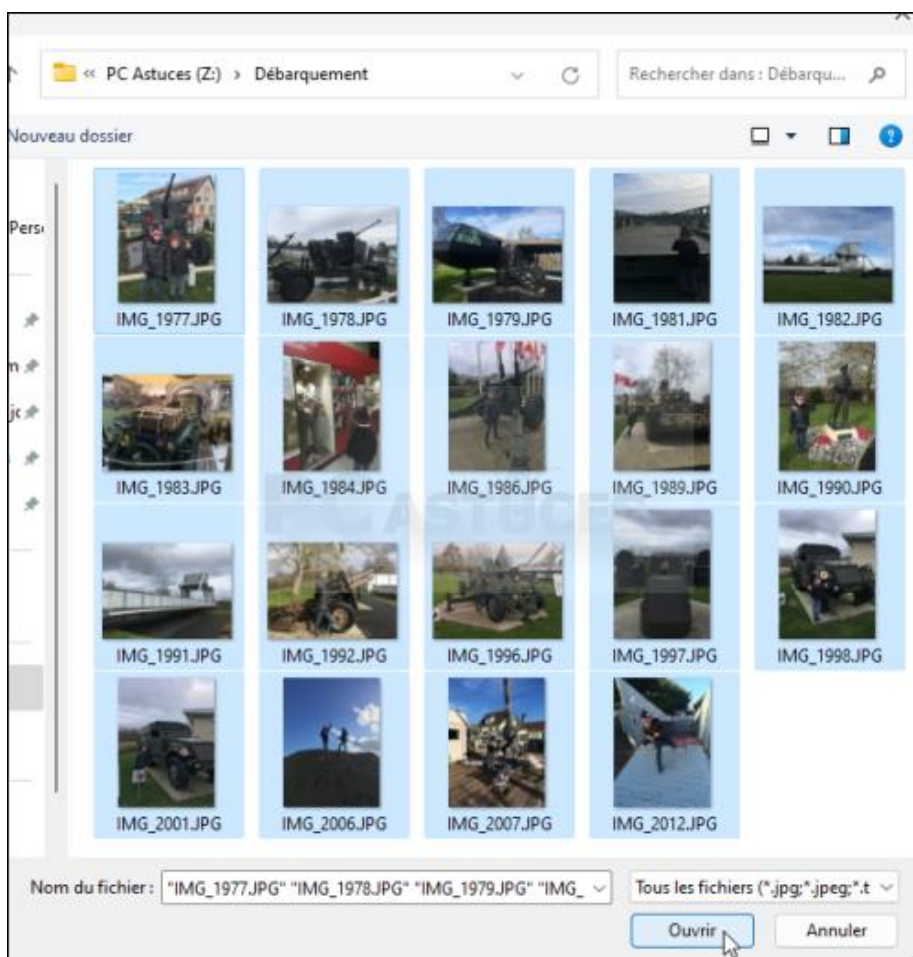 PC Astuces (Z:) Débarquement
Rechercher dans : Débarqu...
Nouveau dossier
IMG_1977.JPG IMG_1978.JPG IMG_1979.JPG IMG_1981.JPG IMG_1982.JPG
IMG_1983.JPG IMG_1984.JPG IMG_1986.JPG IMG_1989.JPG IMG_1990.JPG
PC ASTUCES
IMG_1991.JPG IMG_1992.JPG IMG_1996.JPG IMG_1997.JPG IMG_1998.JPG
IMG_2001.JPG IMG_2006.JPG IMG_2007.JPG IMG_2012.JPG
Nom du fichier : "IMG_1977.JPG" "IMG_1978.JPG" "IMG_1979.JPG" "IMG_
Tous les fichiers (*.jpg;*.jpeg;*.t
Ouvrir Annuler